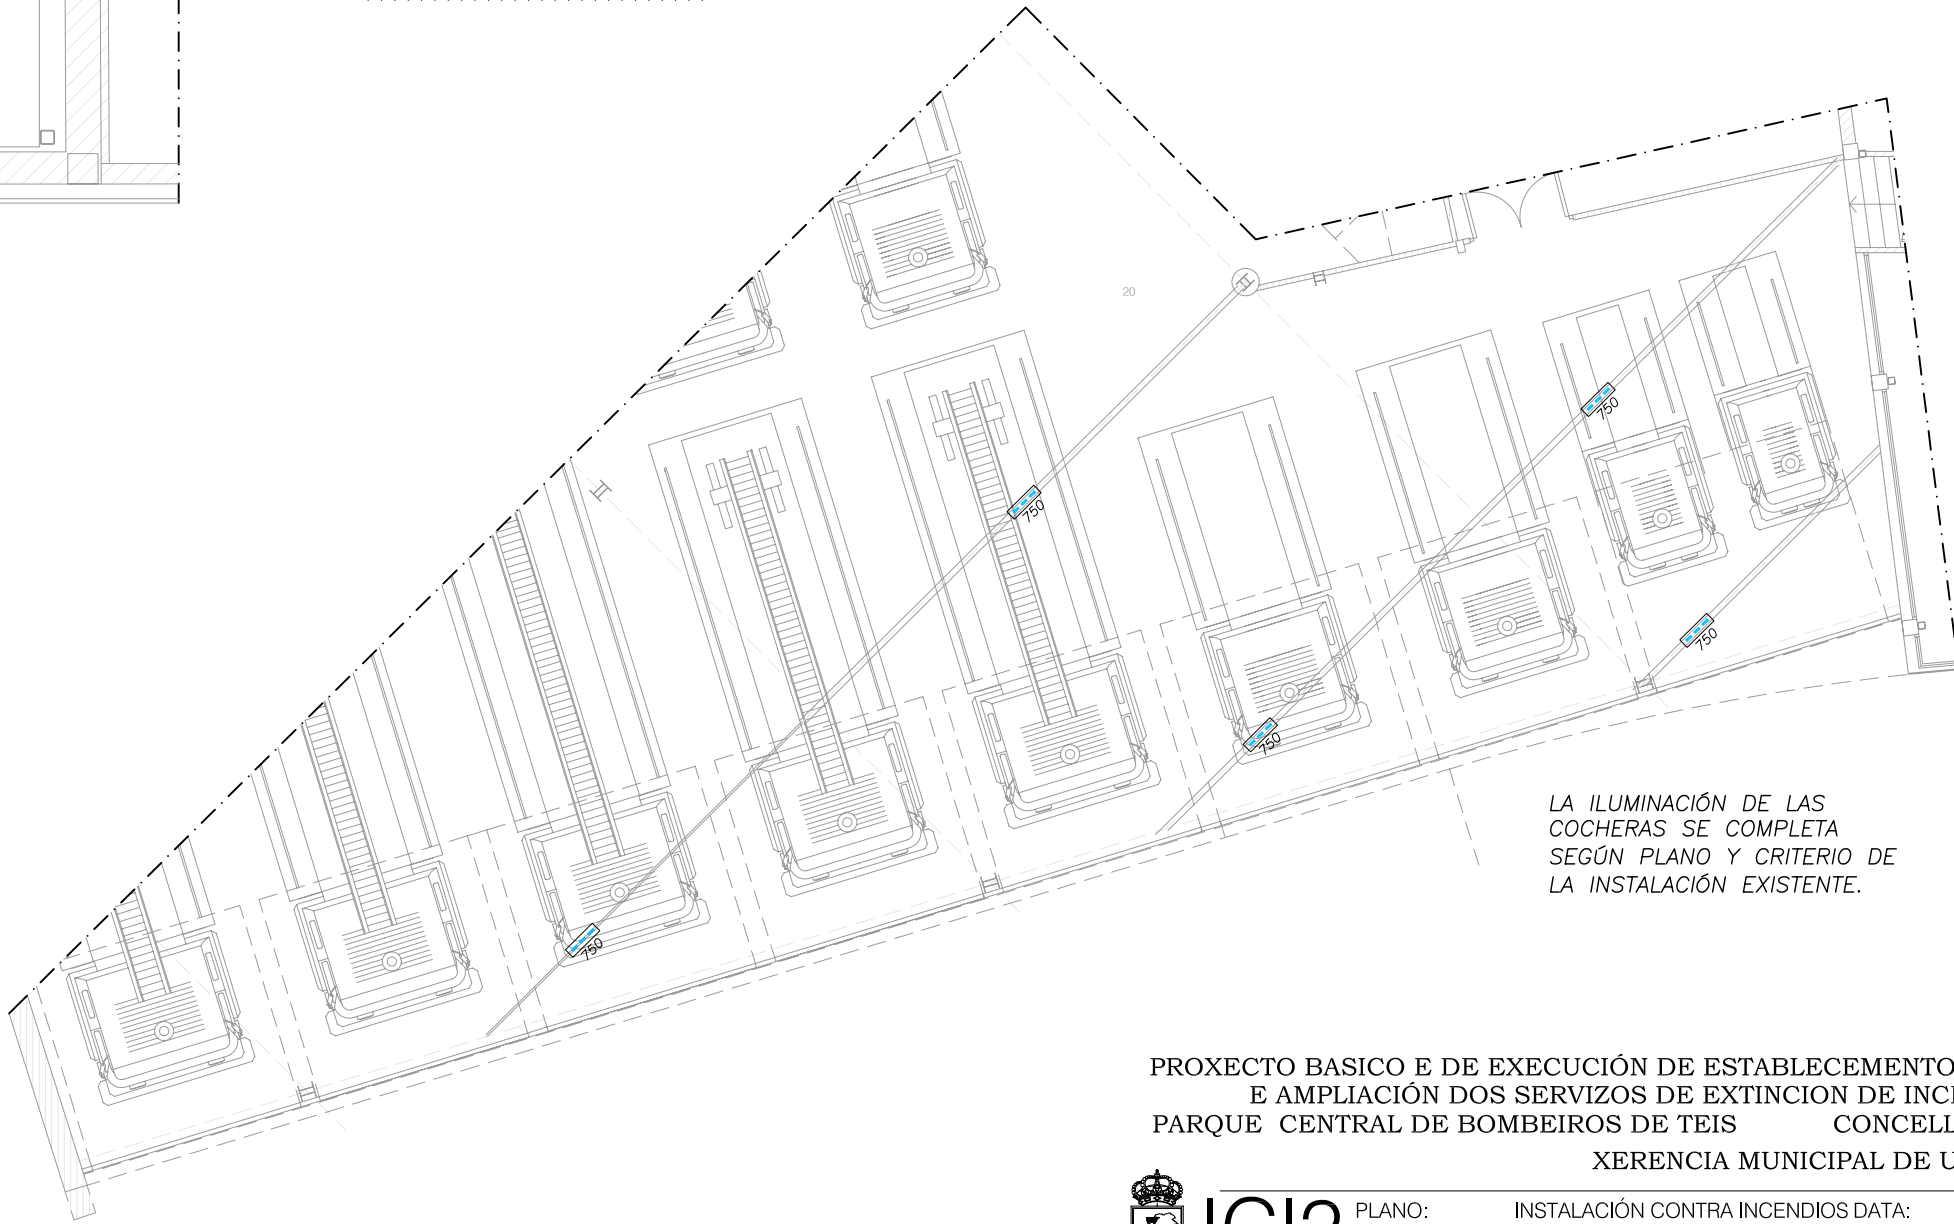 20
750
750
750
750
750
750
LA ILUMINACIÓN DE LAS
COCHERAS SE COMPLETA
SEGÚN PLANO Y CRITERIO DE
LA INSTALACIÓN EXISTENTE.
PROXECTO BASICO E DE EXECUCIÓN DE ESTABLECEMENTO
E AMPLIACIÓN DOS SERVIZOS DE EXTINCION DE
PARQUE CENTRAL DE BOMBEIROS DE TEIS
XERENCIA MUNICIPAL DE
PLANO: INSTALACIÓN CONTRA INCENDIOS DATA: